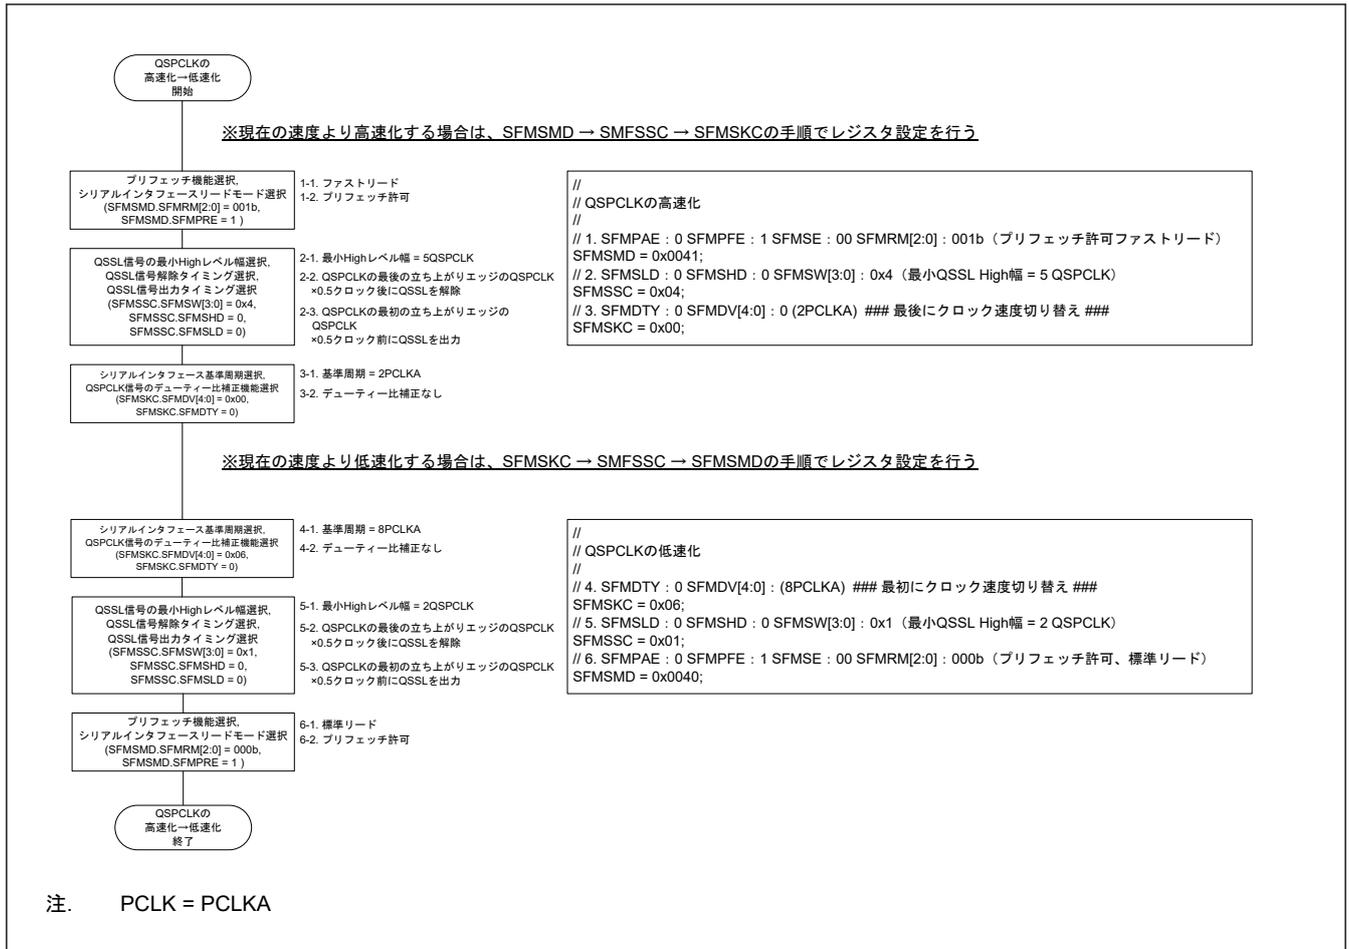 QSPCLKの
高速化→低速化
開始
※現在の速度より高速化する場合は、SFMSMD → SMFSSC → SFMSKCの手順でレジスタ設定を行う
プリフェッチ機能選択,
シリアルインタフェースリードモード選択
(SFMSMD.SFMRM[2:0] = 001b,
SFMSMD.SFMPRE = 1 )
1-1. ファストリード
1-2. プリフェッチ許可
QSSL信号の最小Highレベル幅選択,
QSSL信号解除タイミング選択,
QSSL信号出力タイミング選択
(SFMSSC.SFMSW[3:0] = 0x4,
SFMSSC.SFMSHD = 0,
SFMSSC.SFMSLD = 0)
2-1. 最小Highレベル幅 = 5QSPCLK
2-2. QSPCLKの最後の立ち上がりエッジのQSPCLK
×0.5クロック後にQSSLを解除
2-3. QSPCLKの最初の立ち上がりエッジの
QSPCLK
×0.5クロック前にQSSLを出力
シリアルインタフェース基準周期選択,
QSPCLK信号のデューティー比補正機能選択
(SFMSKC.SFMDV[4:0] = 0x00,
SFMSKC.SFMDTY = 0)
3-1. 基準周期 = 2PCLKA
3-2. デューティー比補正なし
//
// QSPCLKの高速化
//
// 1. SFMPAE : 0 SFMPFE : 1 SFMSE : 00 SFMRM[2:0] : 001b（プリフェッチ許可ファストリード）
SFMSMD = 0x0041;
// 2. SFMSLD : 0 SFMSHD : 0 SFMSW[3:0] : 0x4（最小QSSL High幅 = 5 QSPCLK）
SFMSSC = 0x04;
// 3. SFMDTY : 0 SFMDV[4:0] : 0 (2PCLKA) ### 最後にクロック速度切り替え ###
SFMSKC = 0x00;
※現在の速度より低速化する場合は、SFMSKC → SMFSSC → SFMSMDの手順でレジスタ設定を行う
シリアルインタフェース基準周期選択,
QSPCLK信号のデューティー比補正機能選択
(SFMSKC.SFMDV[4:0] = 0x06,
SFMSKC.SFMDTY = 0)
4-1. 基準周期 = 8PCLKA
4-2. デューティー比補正なし
QSSL信号の最小Highレベル幅選択,
QSSL信号解除タイミング選択,
QSSL信号出力タイミング選択
(SFMSSC.SFMSW[3:0] = 0x1,
SFMSSC.SFMSHD = 0,
SFMSSC.SFMSLD = 0)
5-1. 最小Highレベル幅 = 2QSPCLK
5-2. QSPCLKの最後の立ち上がりエッジのQSPCLK
×0.5クロック後にQSSLを解除
5-3. QSPCLKの最初の立ち上がりエッジのQSPCLK
×0.5クロック前にQSSLを出力
プリフェッチ機能選択,
シリアルインタフェースリードモード選択
(SFMSMD.SFMRM[2:0] = 000b,
SFMSMD.SFMPRE = 1 )
6-1. 標準リード
6-2. プリフェッチ許可
//
// QSPCLKの低速化
//
// 4. SFMDTY : 0 SFMDV[4:0] : (8PCLKA) ### 最初にクロック速度切り替え ###
SFMSKC = 0x06;
// 5. SFMSLD : 0 SFMSHD : 0 SFMSW[3:0] : 0x1（最小QSSL High幅 = 2 QSPCLK）
SFMSSC = 0x01;
// 6. SFMPAE : 0 SFMPFE : 1 SFMSE : 00 SFMRM[2:0] : 000b（プリフェッチ許可、標準リード）
SFMSMD = 0x0040;
QSPCLKの
高速化→低速化
終了
注. PCLK = PCLKA